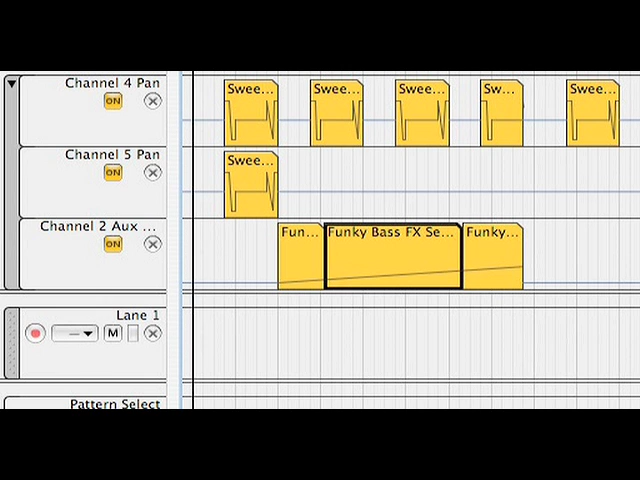 Channel 4 Pan
ON
Swee... Swee... Swee... Sw... Swee...
Channel 5 Pan
ON
Swee...
Channel 2 Aux ...
ON
Fun... Funky Bass FX Se... Funky...
Lane 1
M
Pattern Select